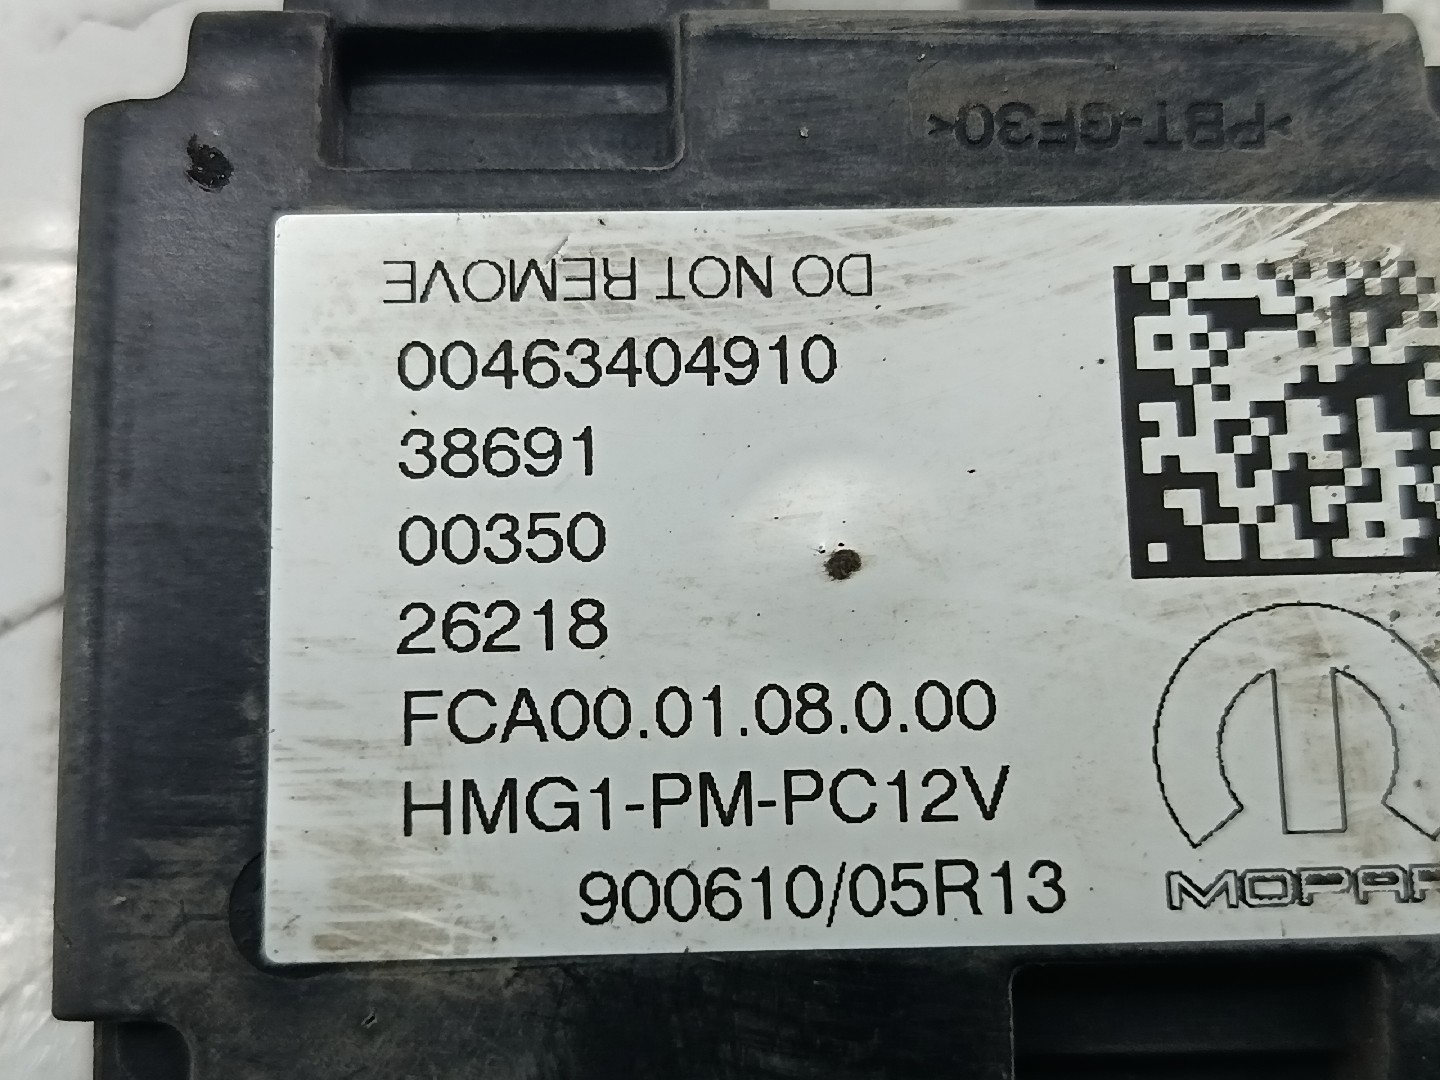 >PBT-GF30<
DO NOT REMOVE
00463404910
38691
00350
26218
FCA00.01.08.0.00
HMG1-PM-PC12V
900610/05R13
MOPAR